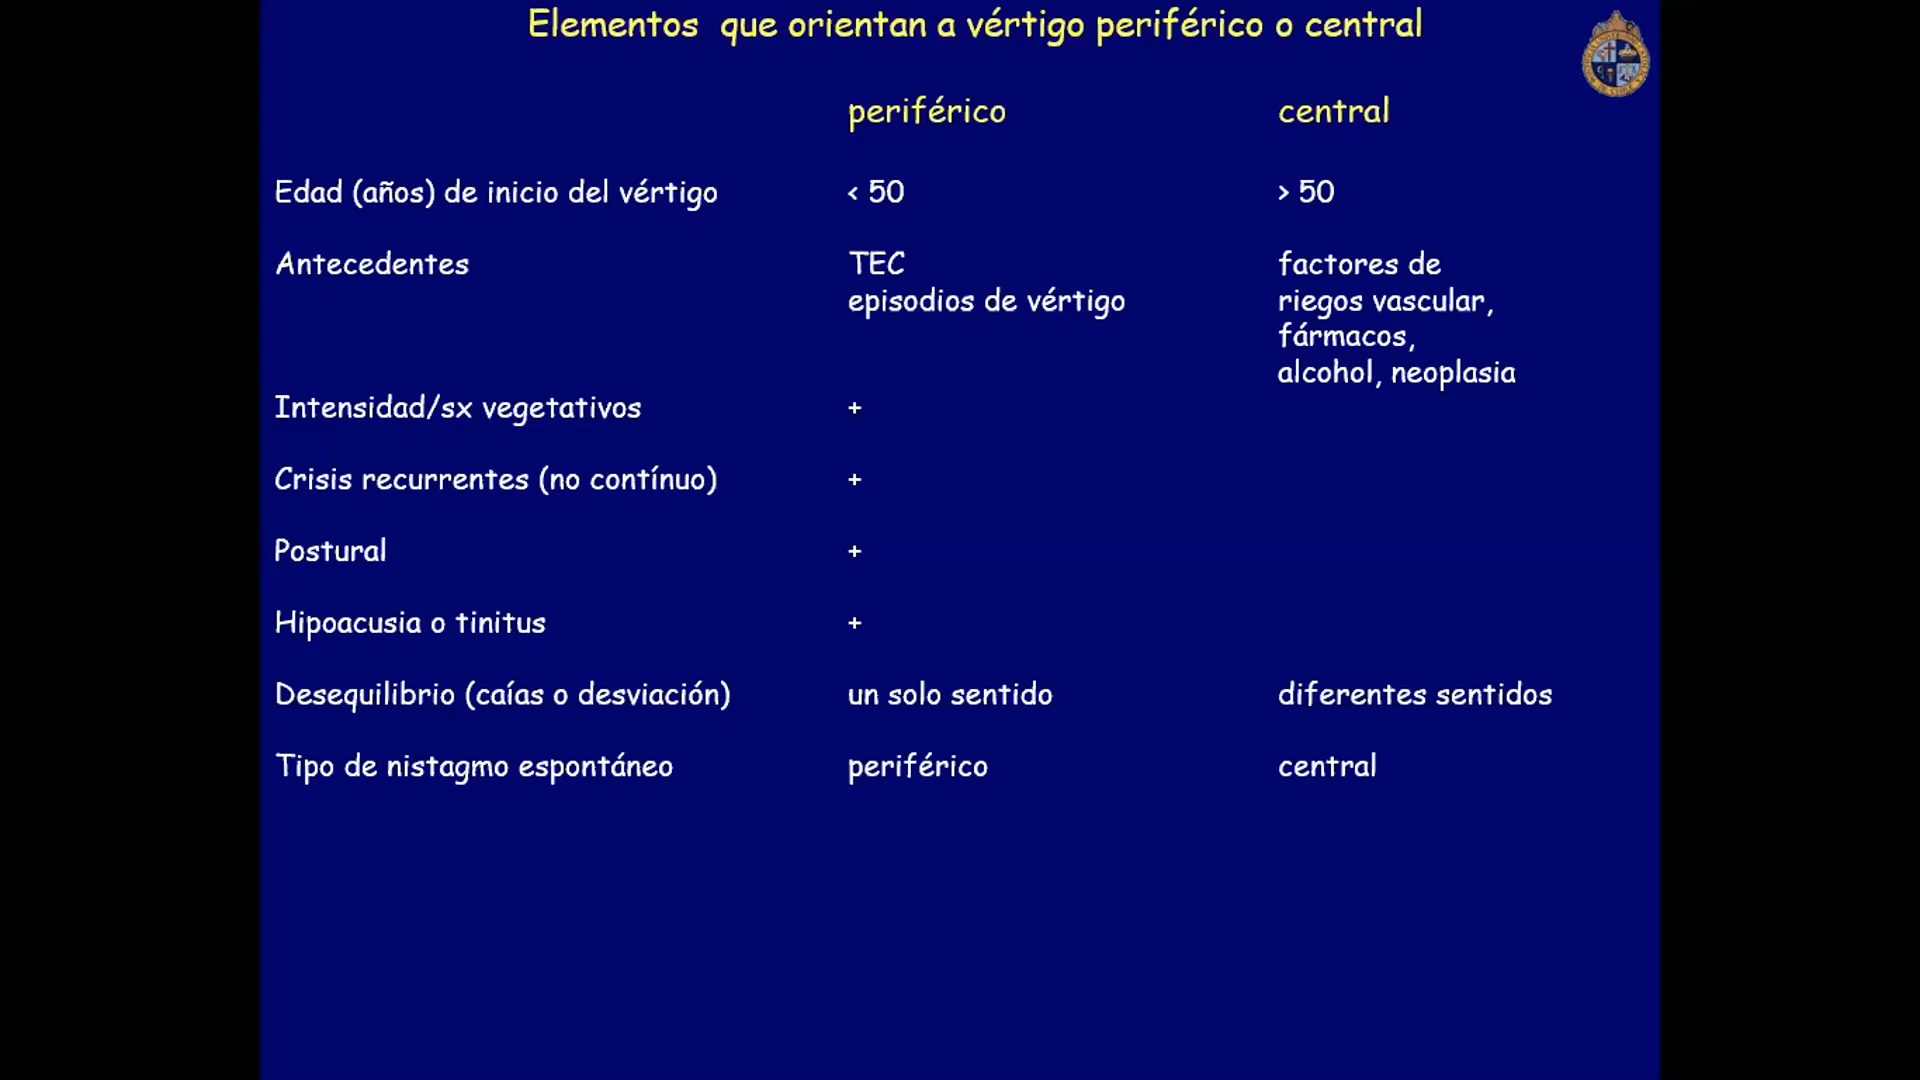 Elementos que orientan a vértigo periférico o central
periférico central
Edad (años) de inicio del vértigo < 50 > 50
Antecedentes TEC factores de
episodios de vértigo riegos vascular,
fármacos,
alcohol, neoplasia
Intensidad/sx vegetativos +
Crisis recurrentes (no contínuo) +
Postural +
Hipoacusia o tinitus +
Desequilibrio (caías o desviación) un solo sentido diferentes sentidos
Tipo de nistagmo espontáneo periférico central